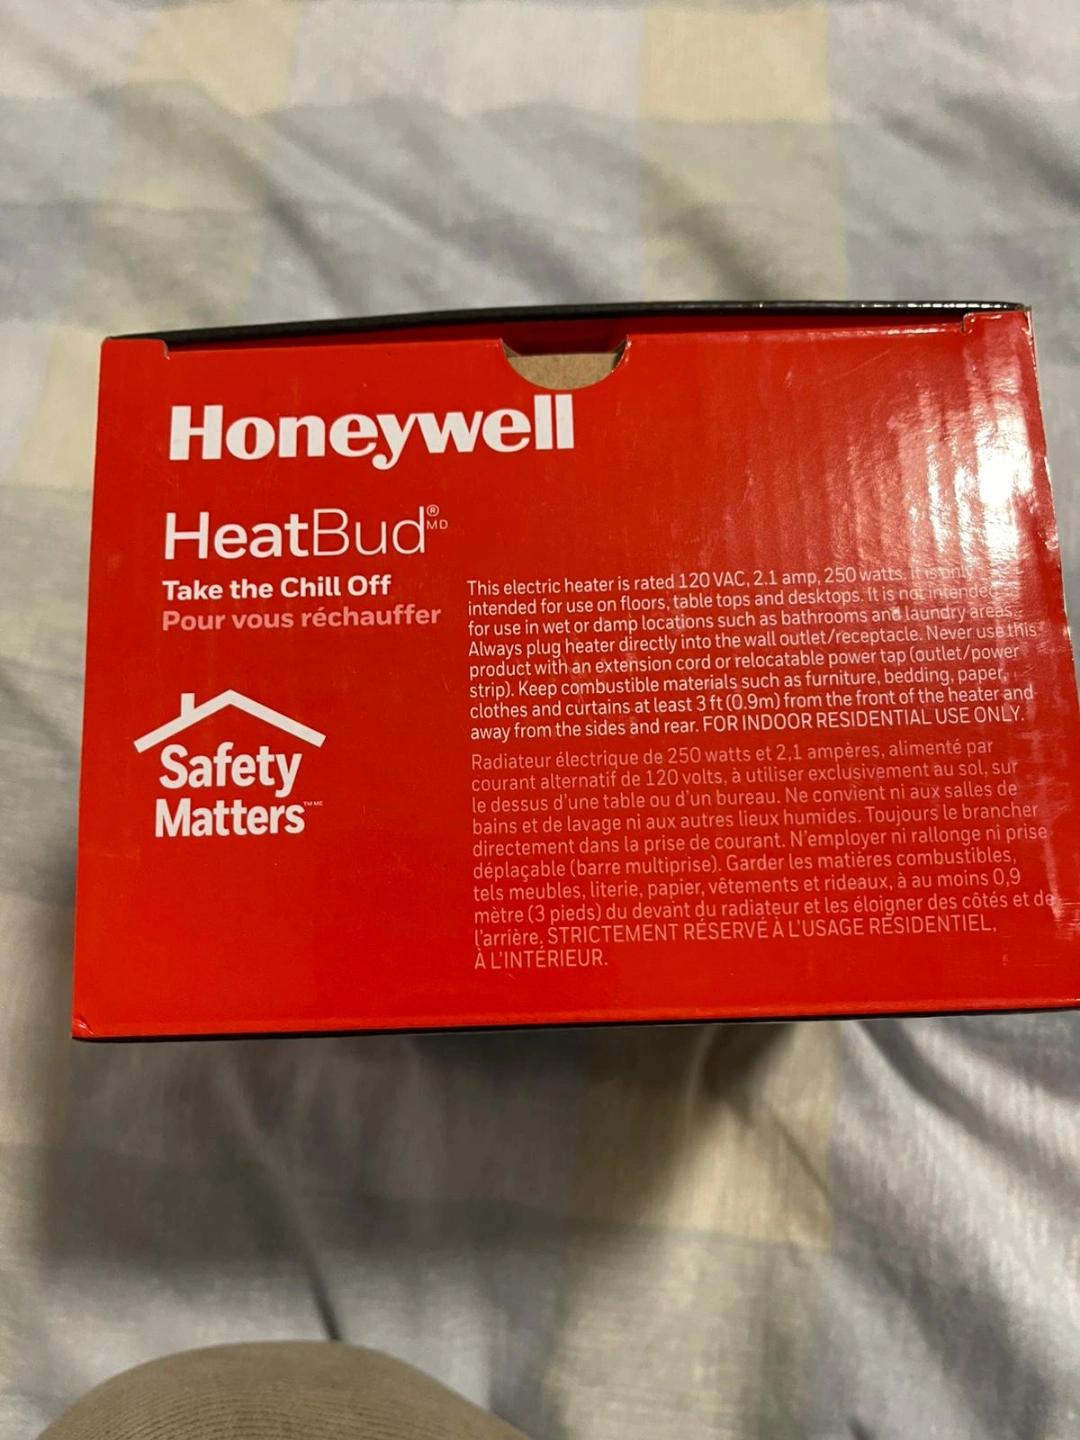 Honeywell
HeatBud®MD
Take the Chill Off
Pour vous réchauffer
Safety
Matters™ MC
This electric heater is rated 120 VAC, 2.1 amp, 250 watts. It is only
intended for use on floors, table tops and desktops. It is not intended
for use in wet or damp locations such as bathrooms and laundry areas.
Always plug heater directly into the wall outlet/receptacle. Never use this
product with an extension cord or relocatable power tap (outlet/power
strip). Keep combustible materials such as furniture, bedding, paper,
clothes and curtains at least 3 ft (0.9m) from the front of the heater and
away from the sides and rear. FOR INDOOR RESIDENTIAL USE ONLY.
Radiateur électrique de 250 watts et 2,1 ampères, alimenté par
courant alternatif de 120 volts, à utiliser exclusivement au sol, sur
le dessus d'une table ou d'un bureau. Ne convient ni aux salles de
bains et de lavage ni aux autres lieux humides. Toujours le brancher
directement dans la prise de courant. N'employer ni rallonge ni prise
déplaçable (barre multiprise). Garder les matières combustibles,
tels meubles, literie, papier, vêtements et rideaux, à au moins 0,9
mètre (3 pieds) du devant du radiateur et les éloigner des côtés et de
l'arrière. STRICTEMENT RÉSERVÉ À L'USAGE RÉSIDENTIEL,
À L'INTÉRIEUR.